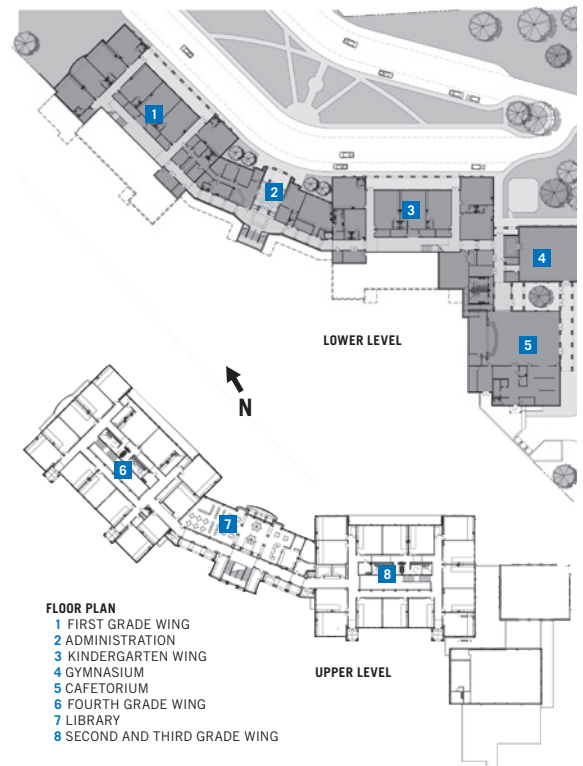 1
2
3
4
5
LOWER LEVEL
N
6
7
8
UPPER LEVEL
FLOOR PLAN
1 FIRST GRADE WING
2 ADMINISTRATION
3 KINDERGARTEN WING
4 GYMNASIUM
5 CAFETORIUM
6 FOURTH GRADE WING
7 LIBRARY
8 SECOND AND THIRD GRADE WING